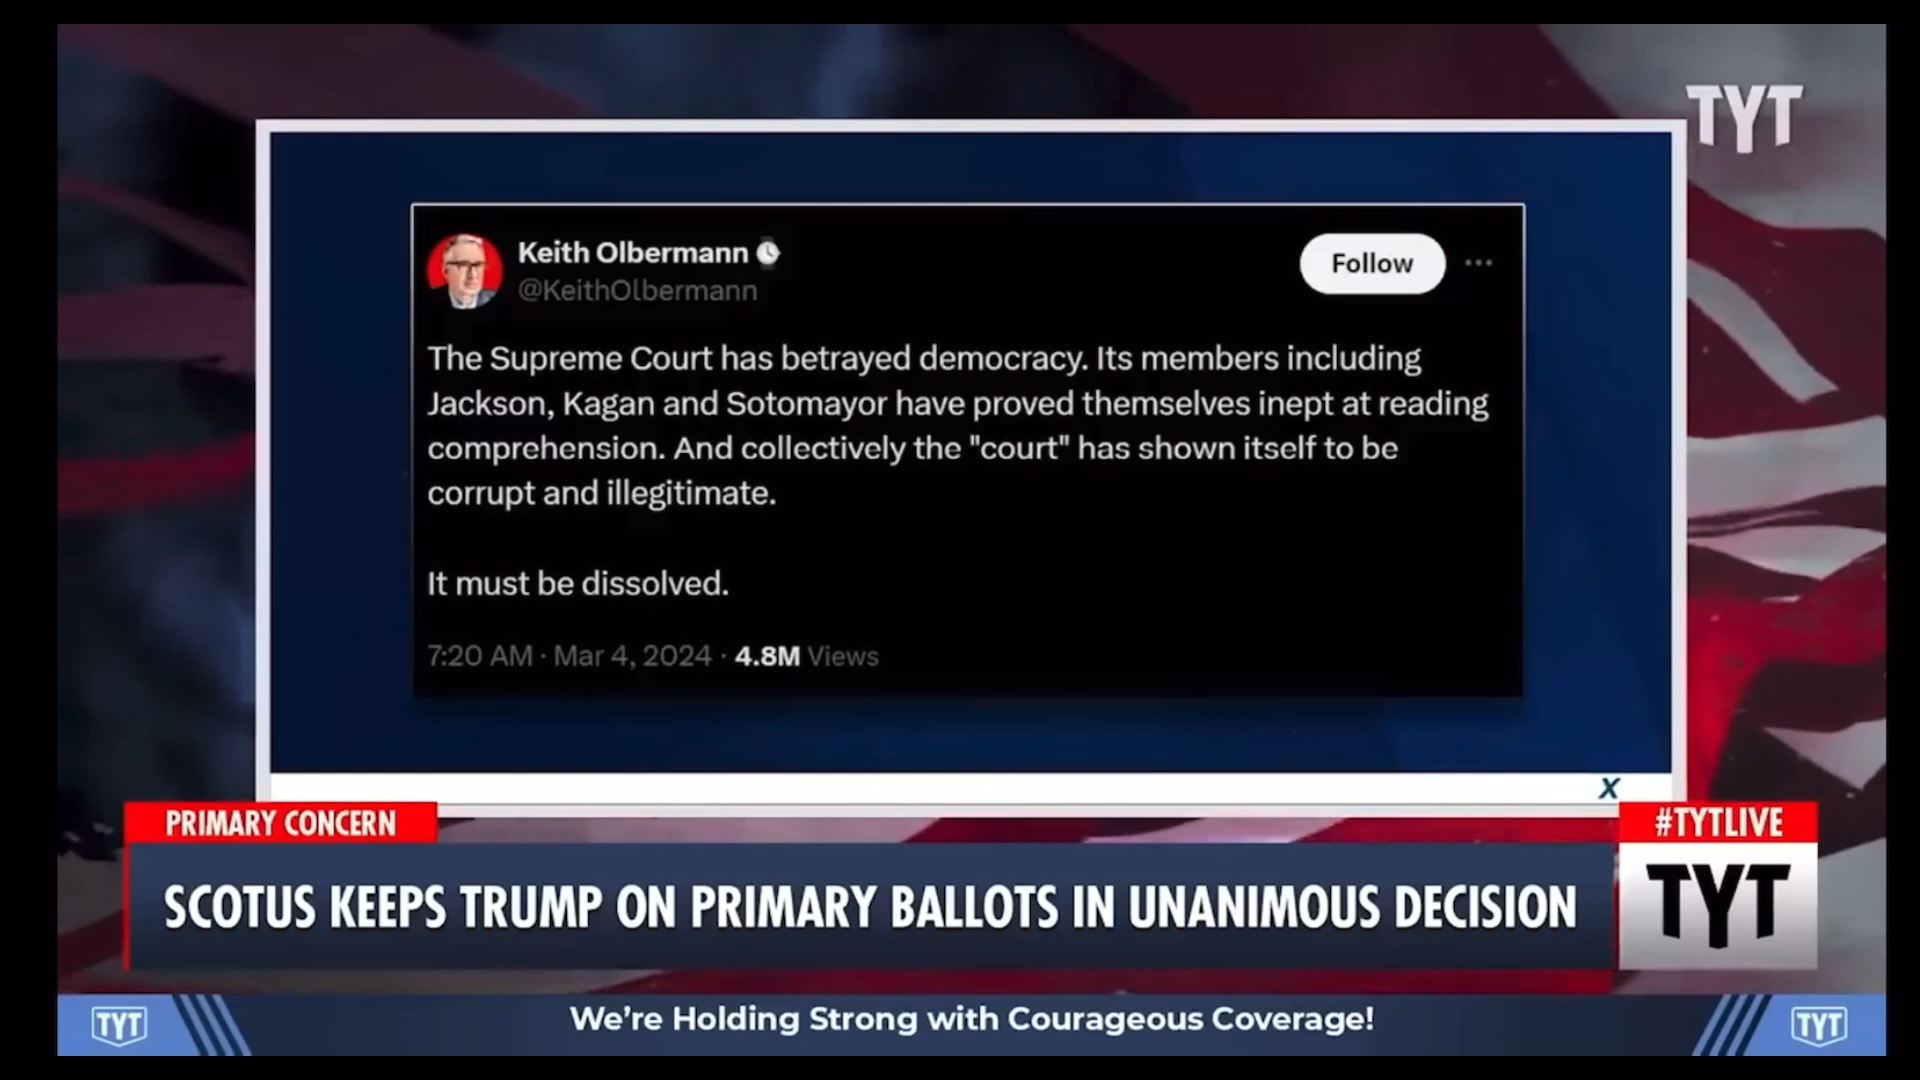 TYT
Keith Olbermann
@KeithOlbermann
Follow
The Supreme Court has betrayed democracy. Its members including
Jackson, Kagan and Sotomayor have proved themselves inept at reading
comprehension. And collectively the "court" has shown itself to be
corrupt and illegitimate.
It must be dissolved.
7:20 AM · Mar 4, 2024 · 4.8M Views
X
PRIMARY CONCERN
#TYTLIVE
SCOTUS KEEPS TRUMP ON PRIMARY BALLOTS IN UNANIMOUS DECISION
TYT
TYT
We're Holding Strong with Courageous Coverage!
TYT